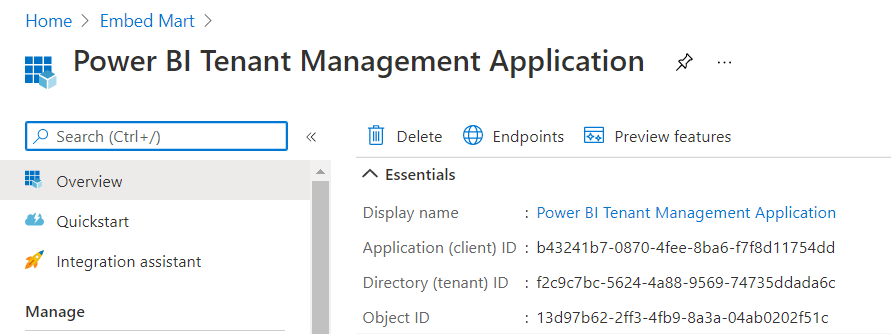 Home > Embed Mart >
Power BI Tenant Management Application ...
Search (Ctrl+/) «
Delete Endpoints Preview features
Overview
Quickstart
Integration assistant
Manage
Essentials
Display name : Power BI Tenant Management Application
Application (client) ID : b43241b7-0870-4fee-8ba6-f7f8d11754dd
Directory (tenant) ID : f2c9c7bc-5624-4a88-9569-74735ddada6c
Object ID : 13d97b62-2ff3-4fb9-8a3a-04ab0202f51c